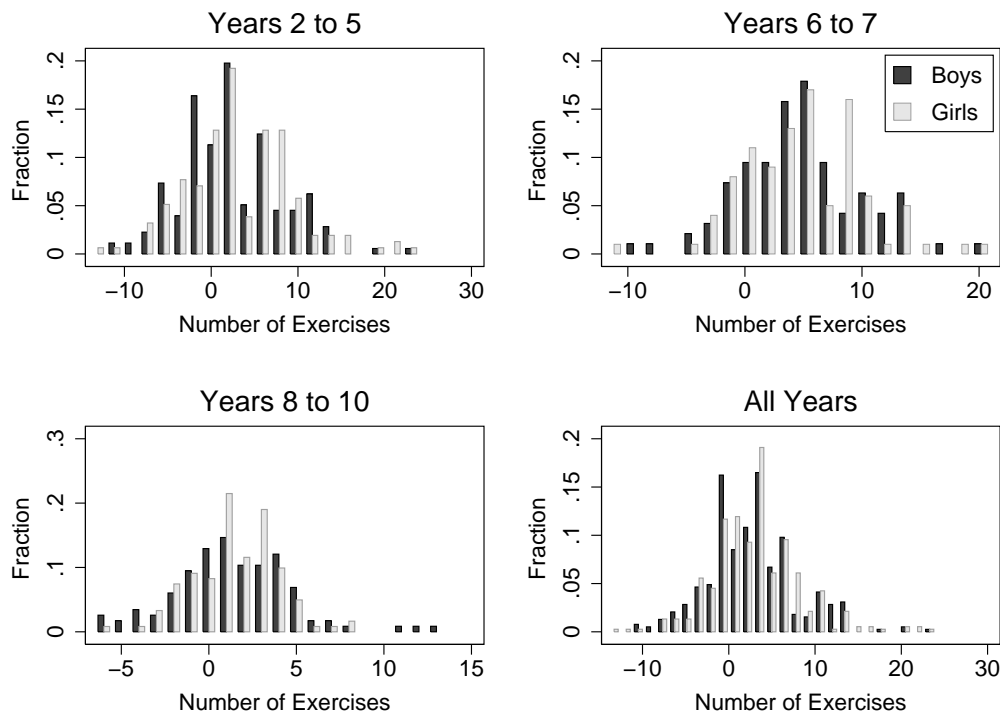 Years 2 to 5
Fraction
0 .05 .1 .15 .2
−10 0 10 20 30
Number of Exercises
Years 6 to 7
Boys
Girls
Fraction
0 .05 .1 .15 .2
−10 0 10 20
Number of Exercises
Years 8 to 10
Fraction
0 .1 .2 .3
−5 0 5 10 15
Number of Exercises
All Years
Fraction
0 .05 .1 .15 .2
−10 0 10 20 30
Number of Exercises